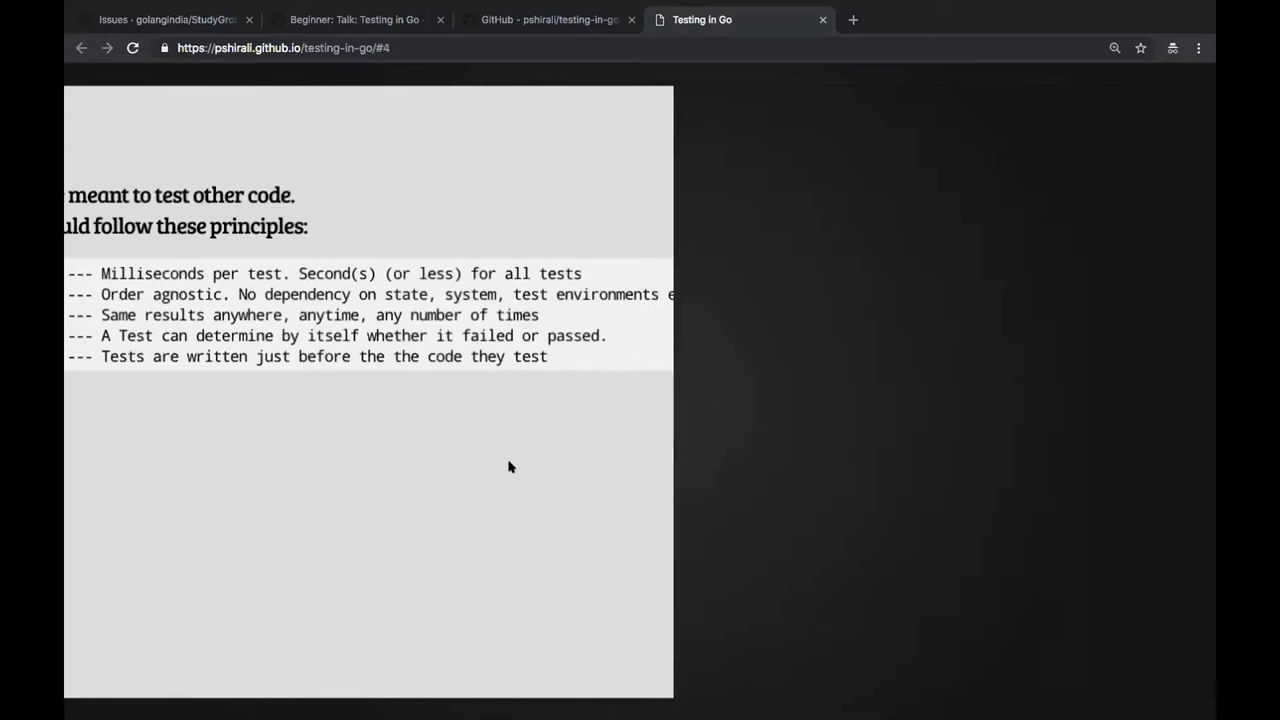 Issues · golangindia/StudyGro
Beginner: Talk: Testing in Go
GitHub - pshirali/testing-in-go
Testing in Go
https://pshirali.github.io/testing-in-go/#4
meant to test other code.
uld follow these principles:
--- Milliseconds per test. Second(s) (or less) for all tests
--- Order agnostic. No dependency on state, system, test environments e
--- Same results anywhere, anytime, any number of times
--- A Test can determine by itself whether it failed or passed.
--- Tests are written just before the the code they test